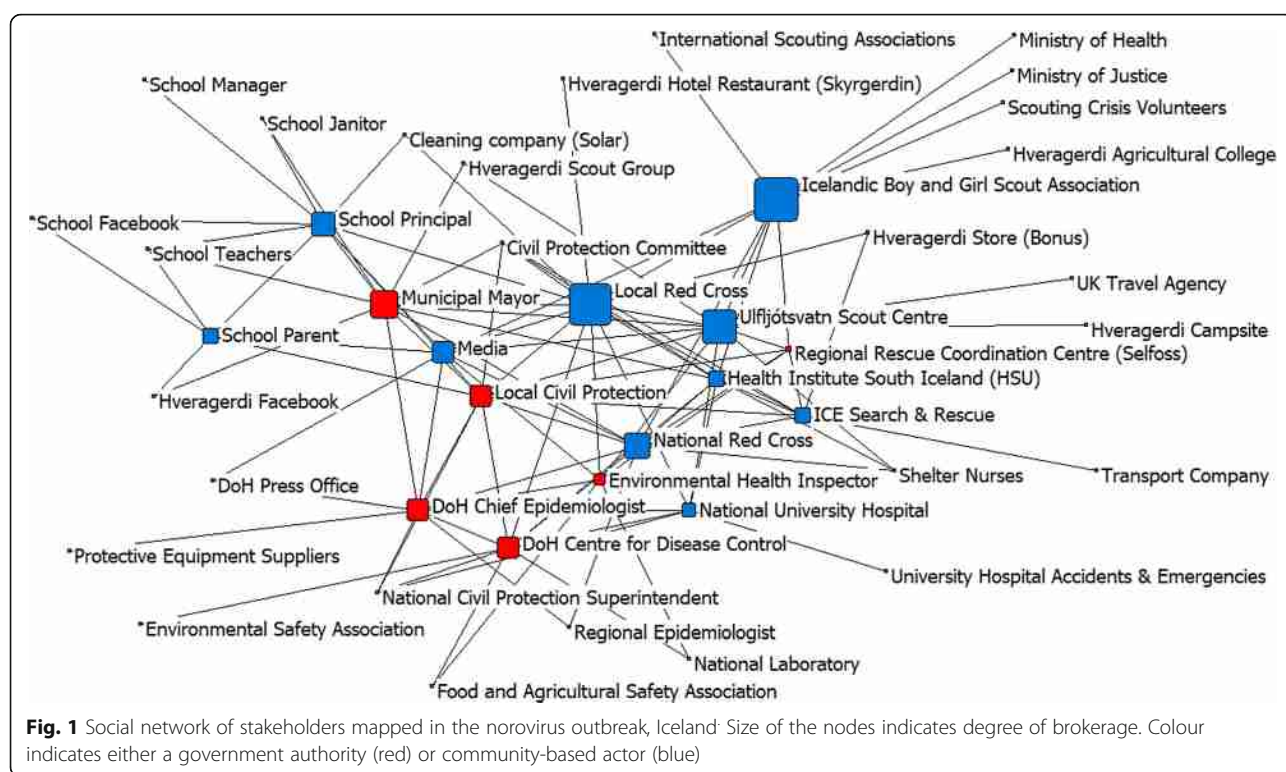 International Scouting Associations
Ministry of Health
Ministry of Justice
School Manager
Hveragerdi Hotel Restaurant (Skyrgerdin)
Scouting Crisis Volunteers
School Janitor
Cleaning company (Solar)
Hveragerdi Agricultural College
Hveragerdi Scout Group
Icelandic Boy and Girl Scout Association
School Facebook
School Principal
Hveragerdi Store (Bonus)
School Teachers
Civil Protection Committee
Local Red Cross
UK Travel Agency
Municipal Mayor
Ulfljótsvatn Scout Centre
Hveragerdi Campsite
School Parent
Media
Regional Rescue Coordination Centre (Selfoss)
Health Institute South Iceland (HSU)
Hveragerdi Facebook
Local Civil Protection
ICE Search & Rescue
National Red Cross
Shelter Nurses
Transport Company
DoH Press Office
Environmental Health Inspector
DoH Chief Epidemiologist
National University Hospital
Protective Equipment Suppliers
DoH Centre for Disease Control
University Hospital Accidents & Emergencies
National Civil Protection Superintendent
Environmental Safety Association
Regional Epidemiologist
National Laboratory
Food and Agricultural Safety Association
Fig. 1 Social network of stakeholders mapped in the norovirus outbreak, Iceland. Size of the nodes indicates degree of brokerage. Colour
indicates either a government authority (red) or community-based actor (blue)